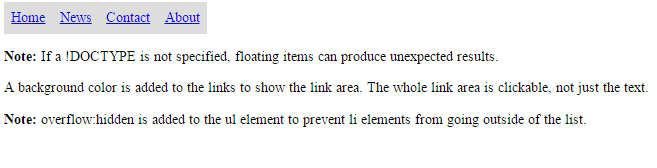 Home News Contact About
Note: If a !DOCTYPE is not specified, floating items can produce unexpected results.
A background color is added to the links to show the link area. The whole link area is clickable, not just the text.
Note: overflow:hidden is added to the ul element to prevent li elements from going outside of the list.